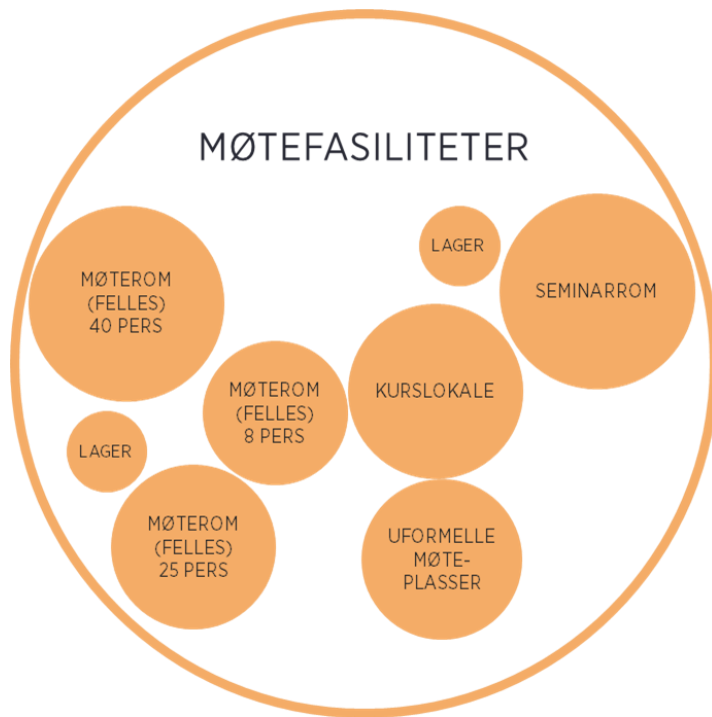 MØTEFASILITETER
LAGER
SEMINARROM
MØTEROM
(FELLES)
40 PERS
MØTEROM
(FELLES)
8 PERS
KURSLOKALE
LAGER
MØTEROM
(FELLES)
25 PERS
UFORMELLE
MØTE-
PLASSER